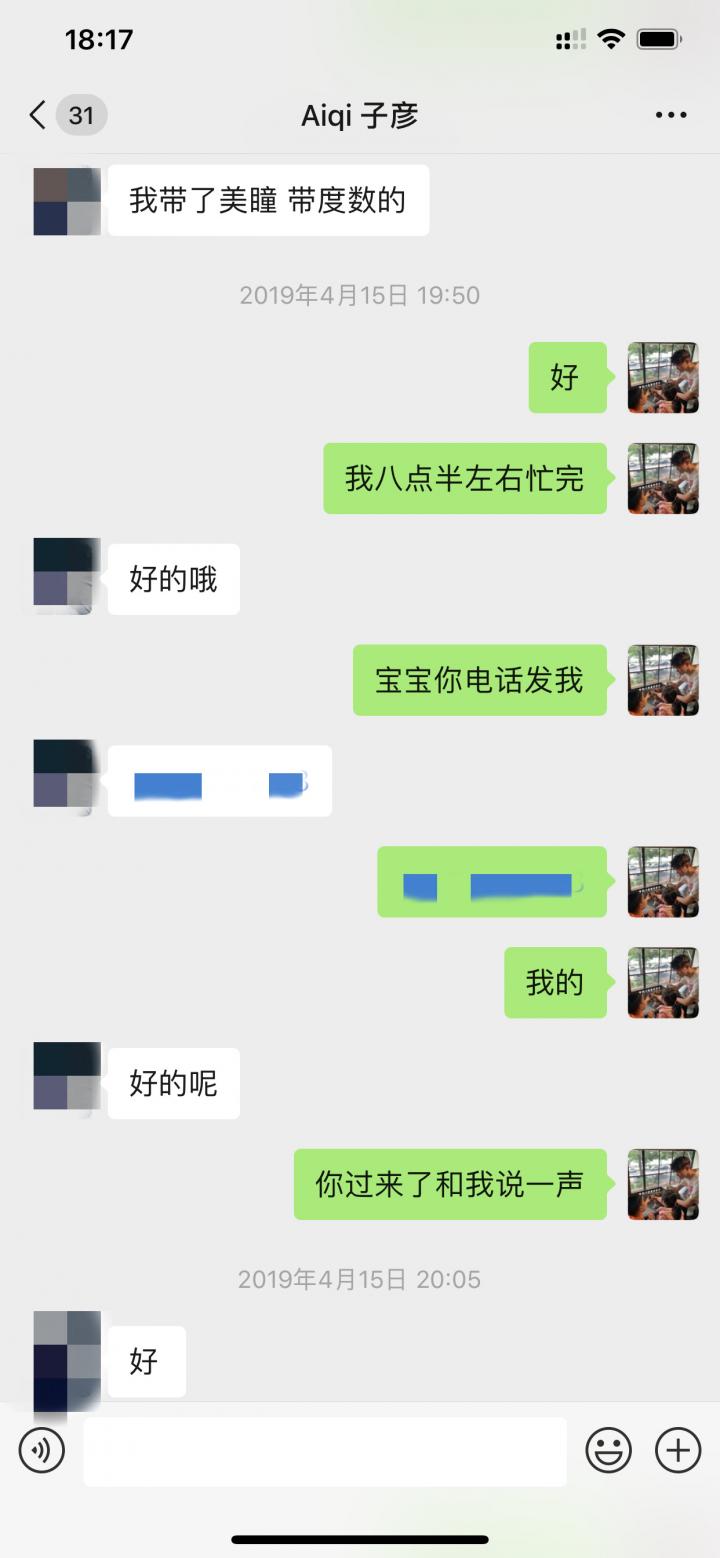 18:17
31
Aiqi 子彦
我带了美瞳 带度数的
2019年4月15日 19:50
好
我八点半左右忙完
好的哦
宝宝你电话发我
我的
好的呢
你过来了和我说一声
2019年4月15日 20:05
好